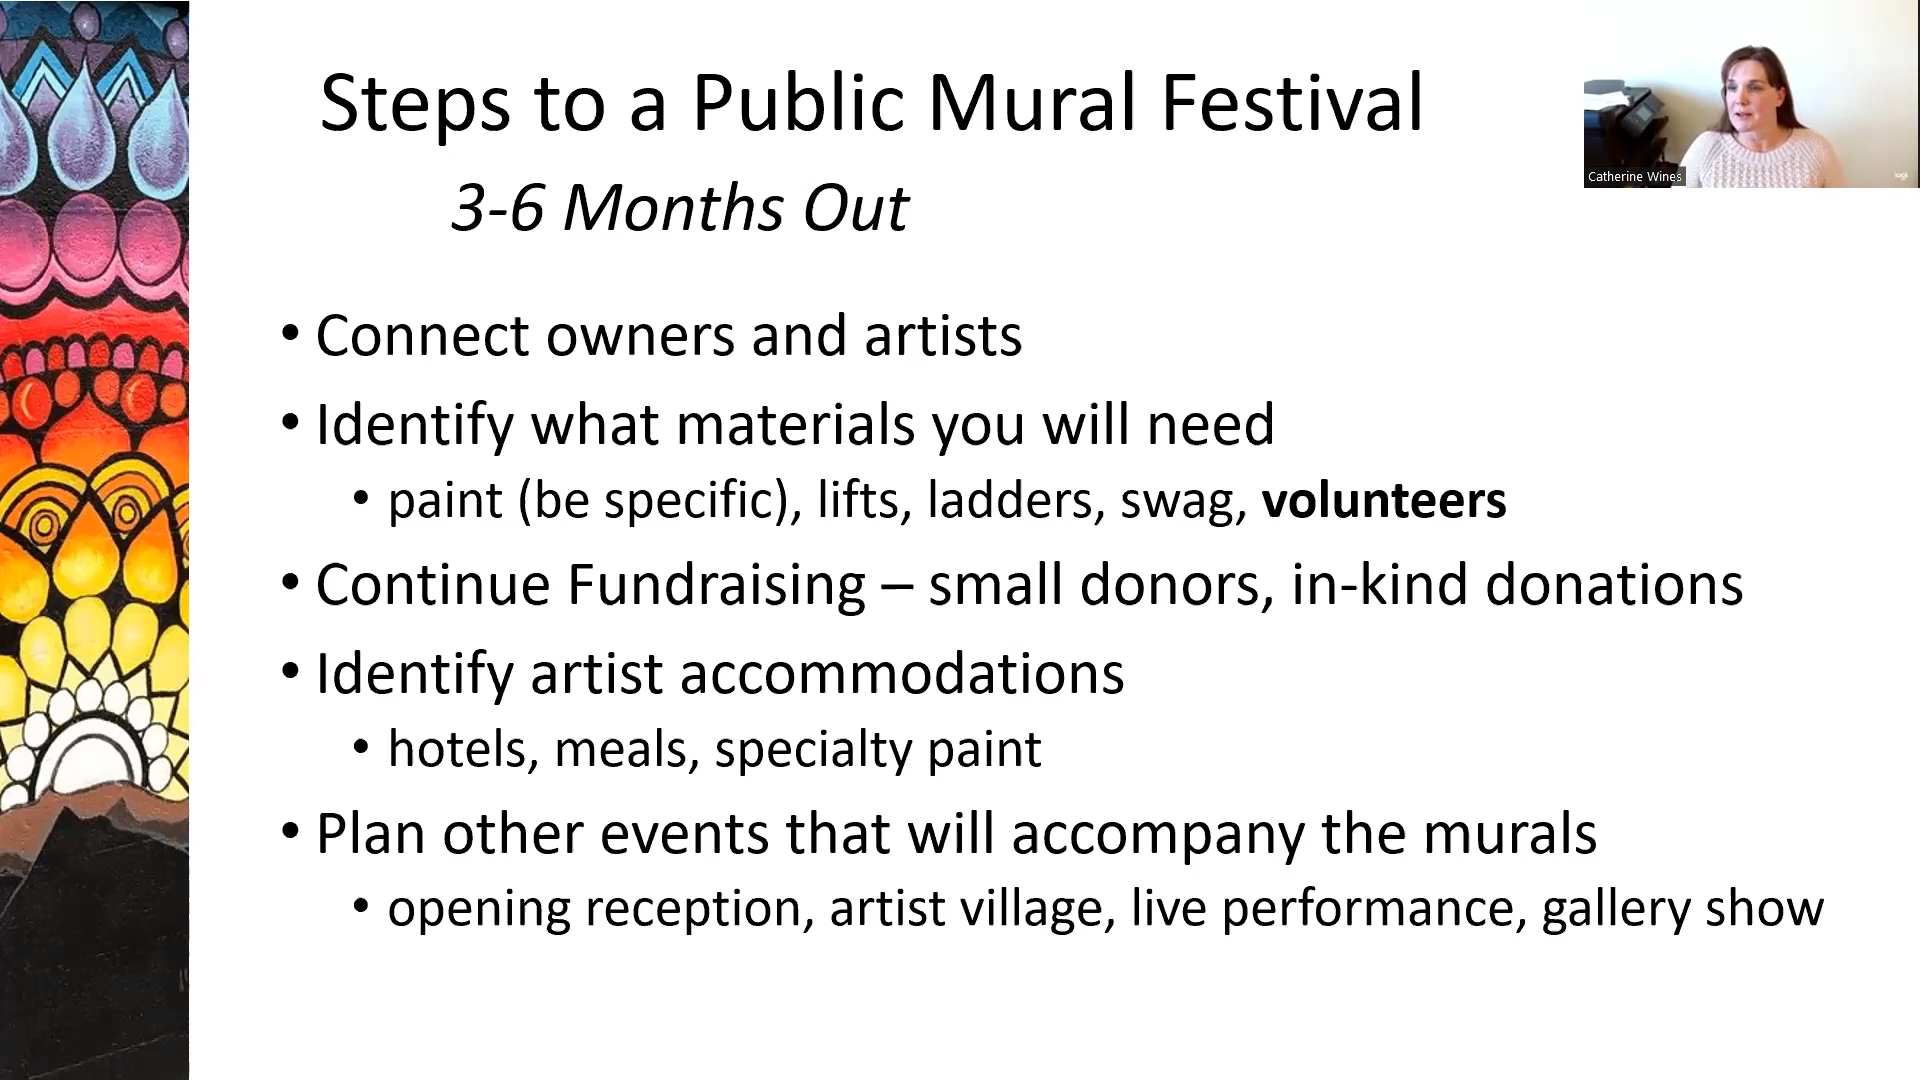 Steps to a Public Mural Festival
3-6 Months Out
• Connect owners and artists
• Identify what materials you will need
• paint (be specific), lifts, ladders, swag, volunteers
• Continue Fundraising – small donors, in-kind donations
• Identify artist accommodations
• hotels, meals, specialty paint
• Plan other events that will accompany the murals
• opening reception, artist village, live performance, gallery show
Catherine Wines
logi